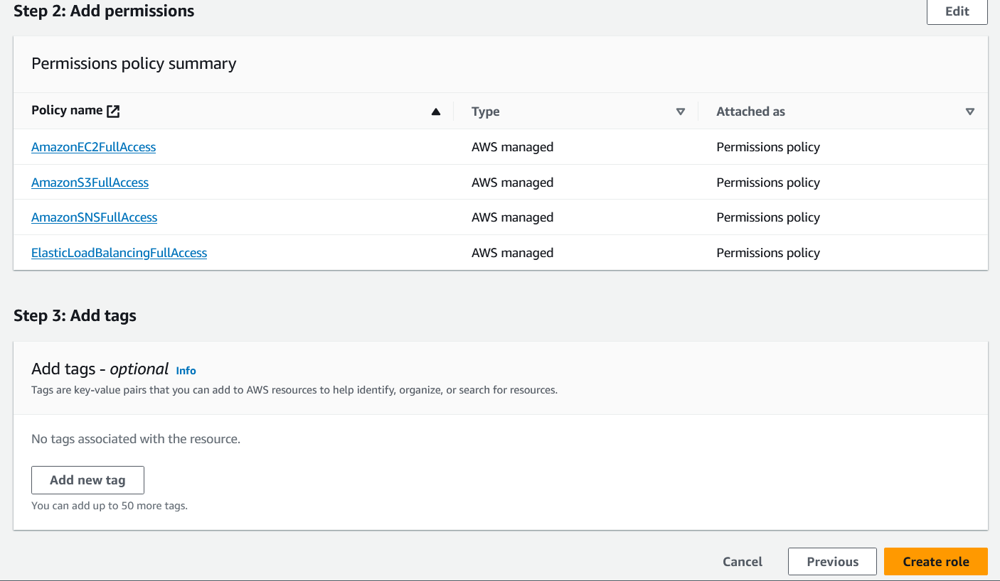 Step 2: Add permissions
Edit
Permissions policy summary
Policy name Type Attached as
AmazonEC2FullAccess AWS managed Permissions policy
AmazonS3FullAccess AWS managed Permissions policy
AmazonSNSFullAccess AWS managed Permissions policy
ElasticLoadBalancingFullAccess AWS managed Permissions policy
Step 3: Add tags
Add tags - optional Info
Tags are key-value pairs that you can add to AWS resources to help identify, organize, or search for resources.
No tags associated with the resource.
Add new tag
You can add up to 50 more tags.
Cancel Previous Create role